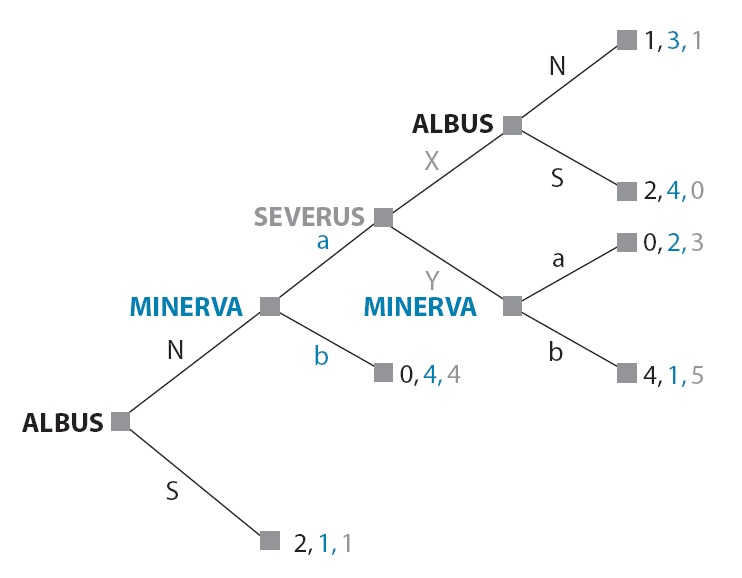 1, 3, 1
N
ALBUS
X
S
2, 4, 0
SEVERUS
a
0, 2, 3
a
Y
MINERVA
MINERVA
N
b
b
0, 4, 4
4, 1, 5
ALBUS
S
2, 1, 1